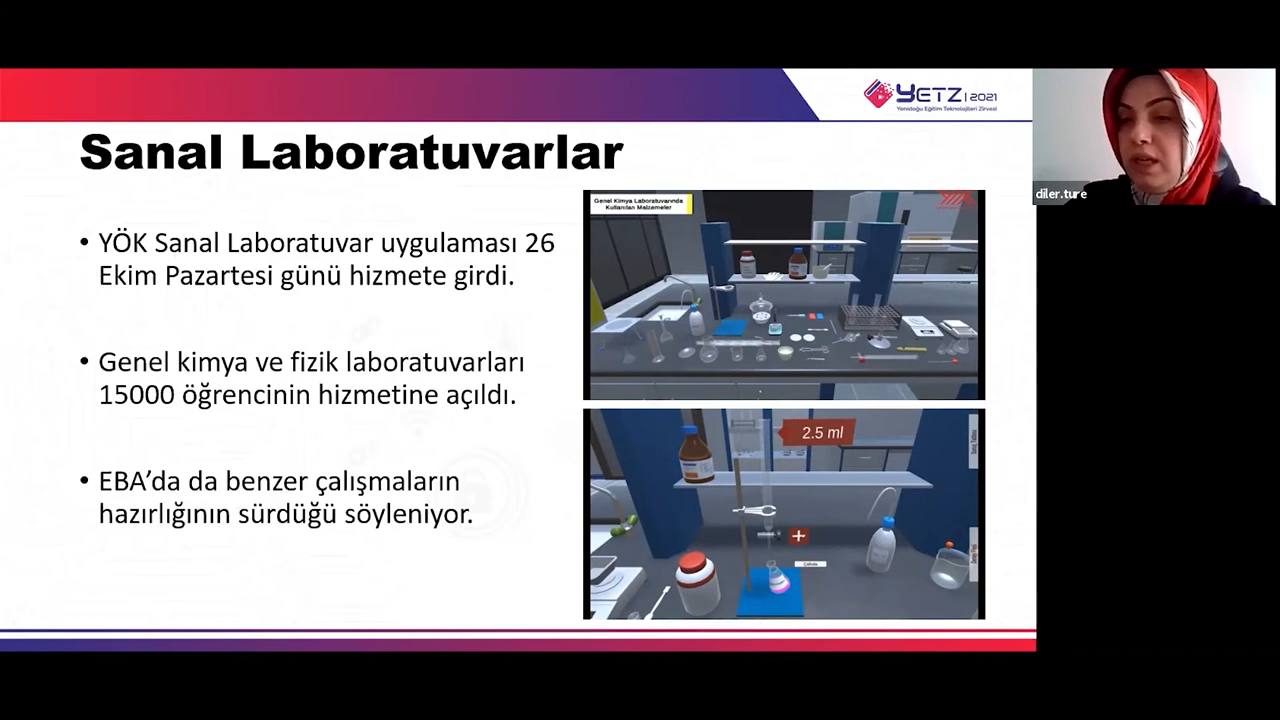 YETZ | 2021
Yenidoğu Eğitim Teknolojileri Zirvesi
diler.ture
Sanal Laboratuvarlar
• YÖK Sanal Laboratuvar uygulaması 26
Ekim Pazartesi günü hizmete girdi.
• Genel kimya ve fizik laboratuvarları
15000 öğrencinin hizmetine açıldı.
• EBA’da da benzer çalışmaların
hazırlığının sürdüğü söyleniyor.
Genel Kimya Laboratuvarında
Kullanılan Malzemeler
2.5 ml